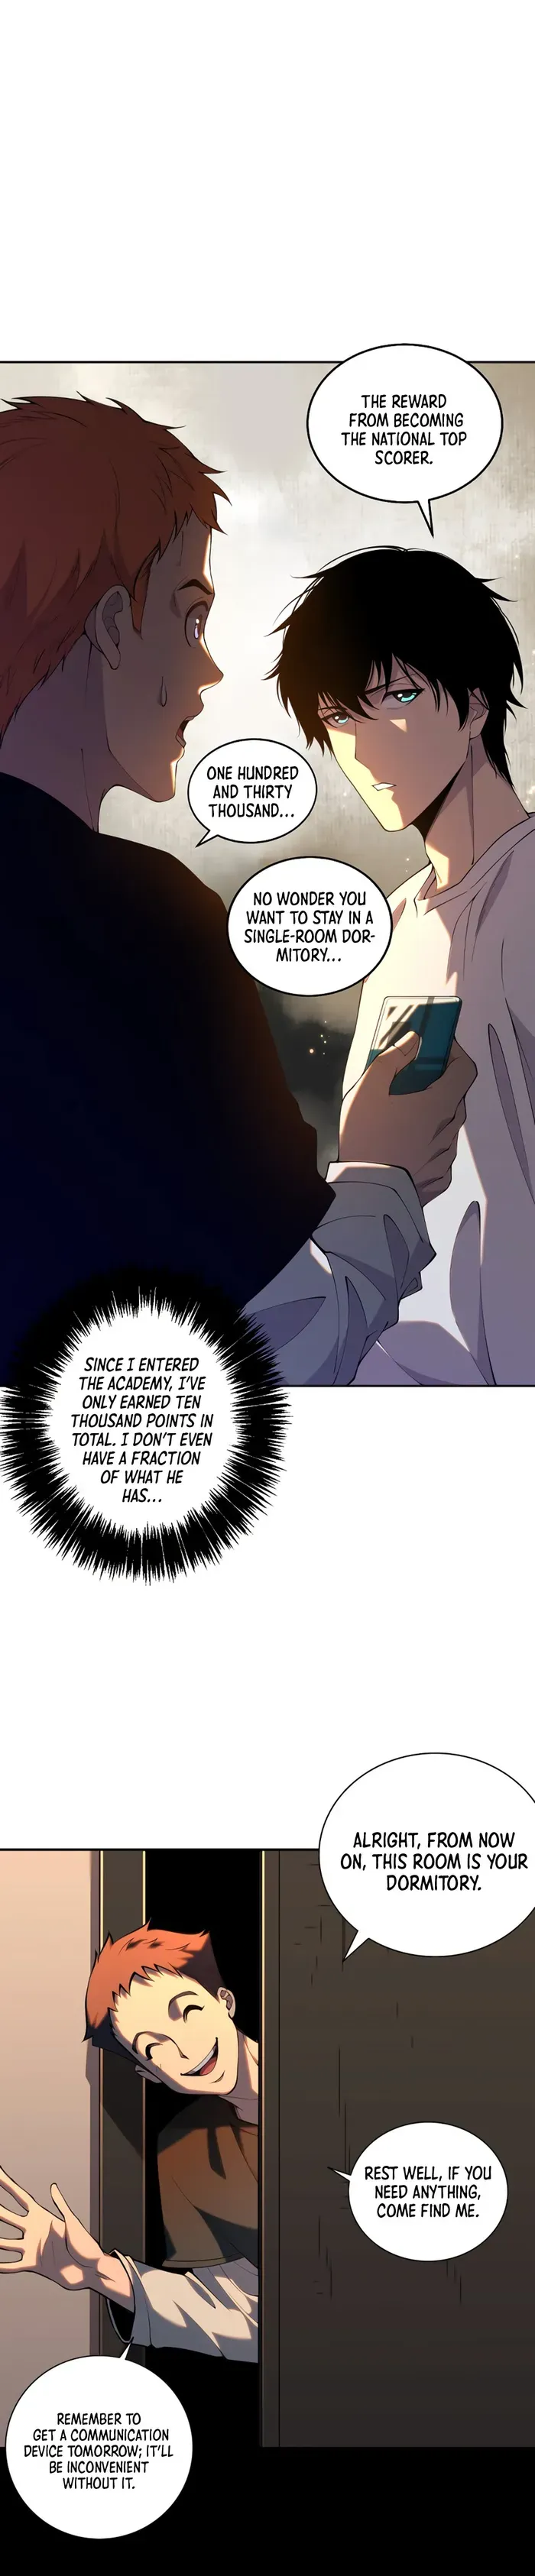 THE REWARD
FROM BECOMING
THE NATIONAL TOP
SCORER.
ONE HUNDRED
AND THIRTY
THOUSAND...
NO WONDER YOU
WANT TO STAY IN A
SINGLE-ROOM DOR-
MITORY...
SINCE I ENTERED
THE ACADEMY, I'VE
ONLY EARNED TEN
THOUSAND POINTS IN
TOTAL. I DON'T EVEN
HAVE A FRACTION
OF WHAT HE
HAS...
ALRIGHT, FROM NOW
ON, THIS ROOM IS YOUR
DORMITORY.
REST WELL, IF YOU
NEED ANYTHING,
COME FIND ME.
REMEMBER TO
GET A COMMUNICATION
DEVICE TOMORROW; IT'LL
BE INCONVENIENT
WITHOUT IT.